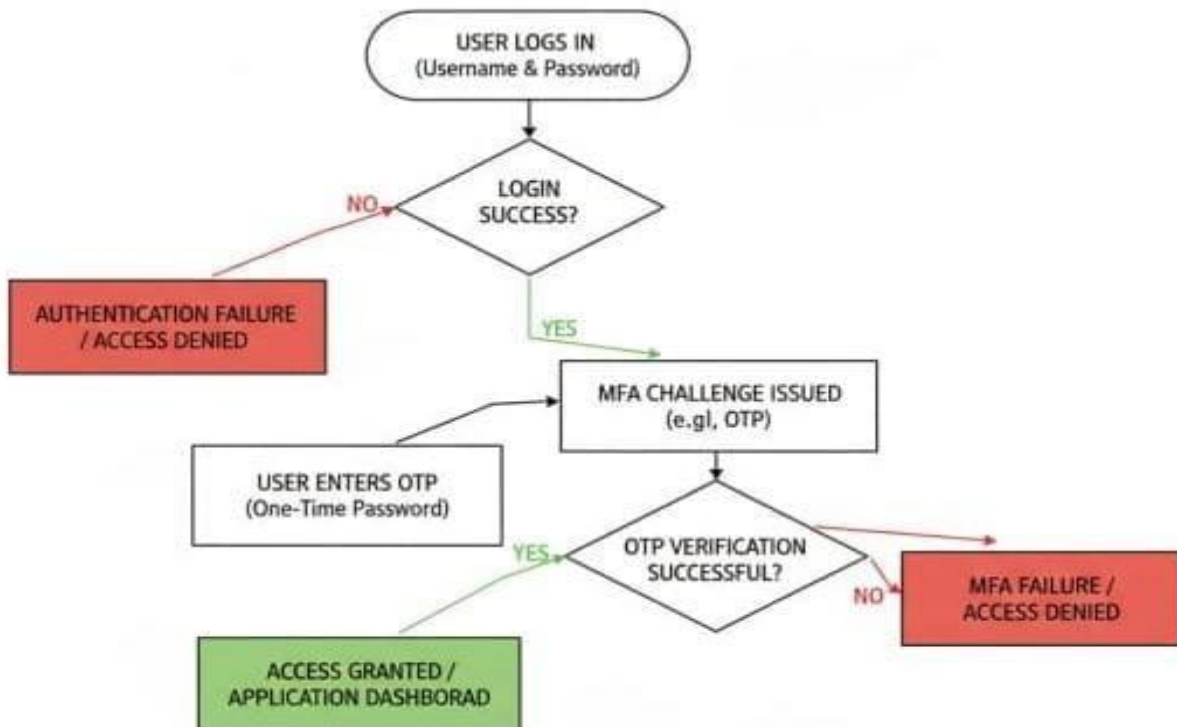 USER LOGS IN
(Username & Password)
LOGIN
SUCCESS?
NO
AUTHENTICATION FAILURE
/ ACCESS DENIED
YES
MFA CHALLENGE ISSUED
(e.gl, OTP)
USER ENTERS OTP
(One-Time Password)
YES
OTP VERIFICATION
SUCCESSFUL?
NO
MFA FAILURE /
ACCESS DENIED
ACCESS GRANTED /
APPLICATION DASHBORAD